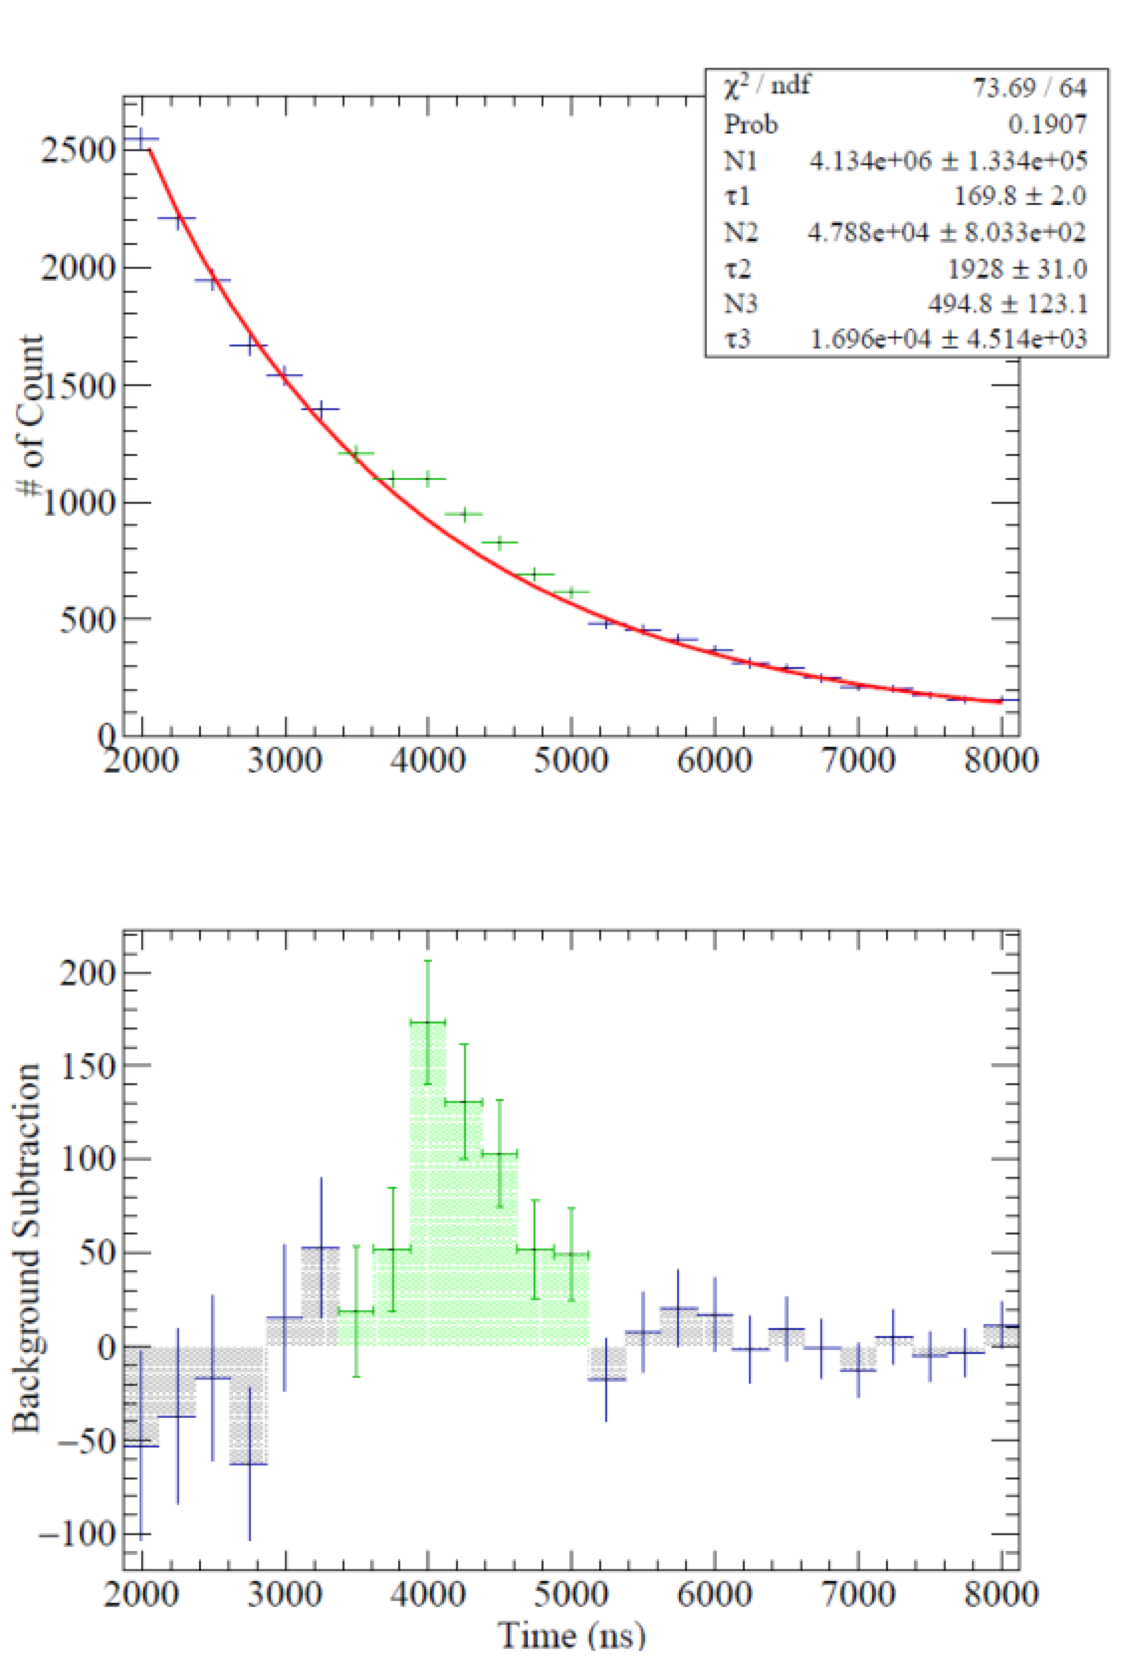 χ² / ndf 73.69 / 64
Prob 0.1907
N1 4.134e+06 ± 1.334e+05
τ1 169.8 ± 2.0
N2 4.788e+04 ± 8.033e+02
τ2 1928 ± 31.0
N3 494.8 ± 123.1
τ3 1.696e+04 ± 4.514e+03
# of Count
2500
2000
1500
1000
500
0
2000 3000 4000 5000 6000 7000 8000
Background Subtraction
200
150
100
50
0
−50
−100
2000 3000 4000 5000 6000 7000 8000
Time (ns)